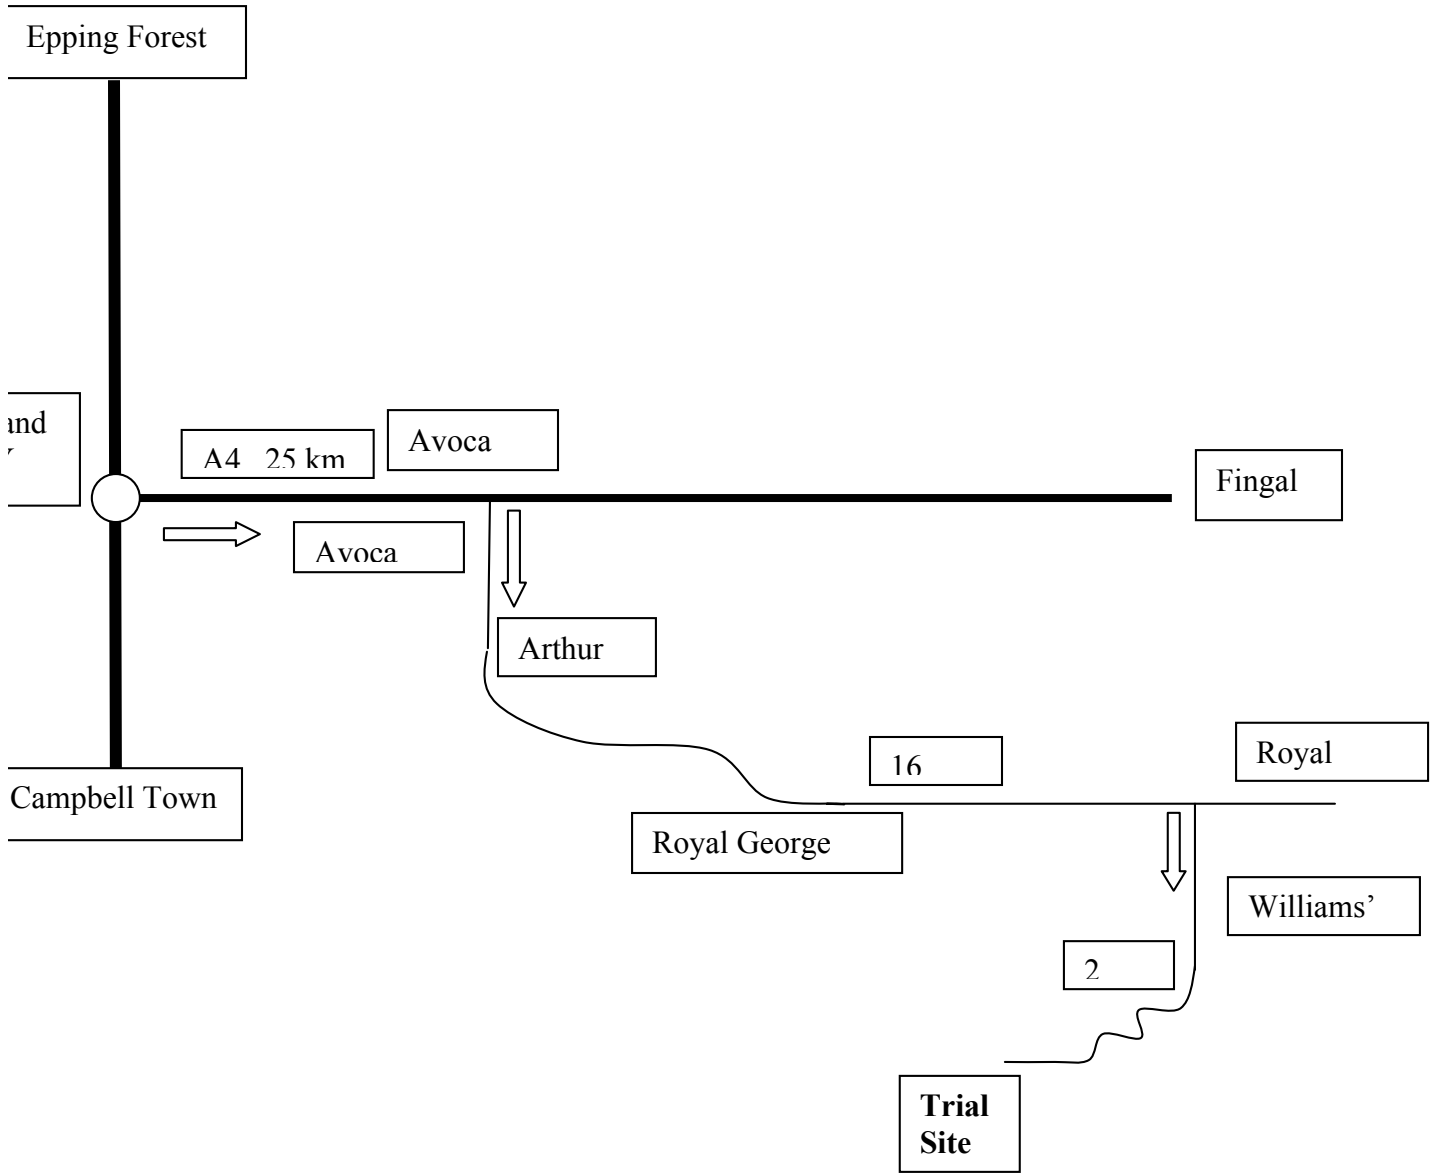 Epping Forest
and
A4   25 km
Avoca
Fingal
Avoca
Arthur
16
Royal
Campbell Town
Royal George
Williams’
2
Trial
Site